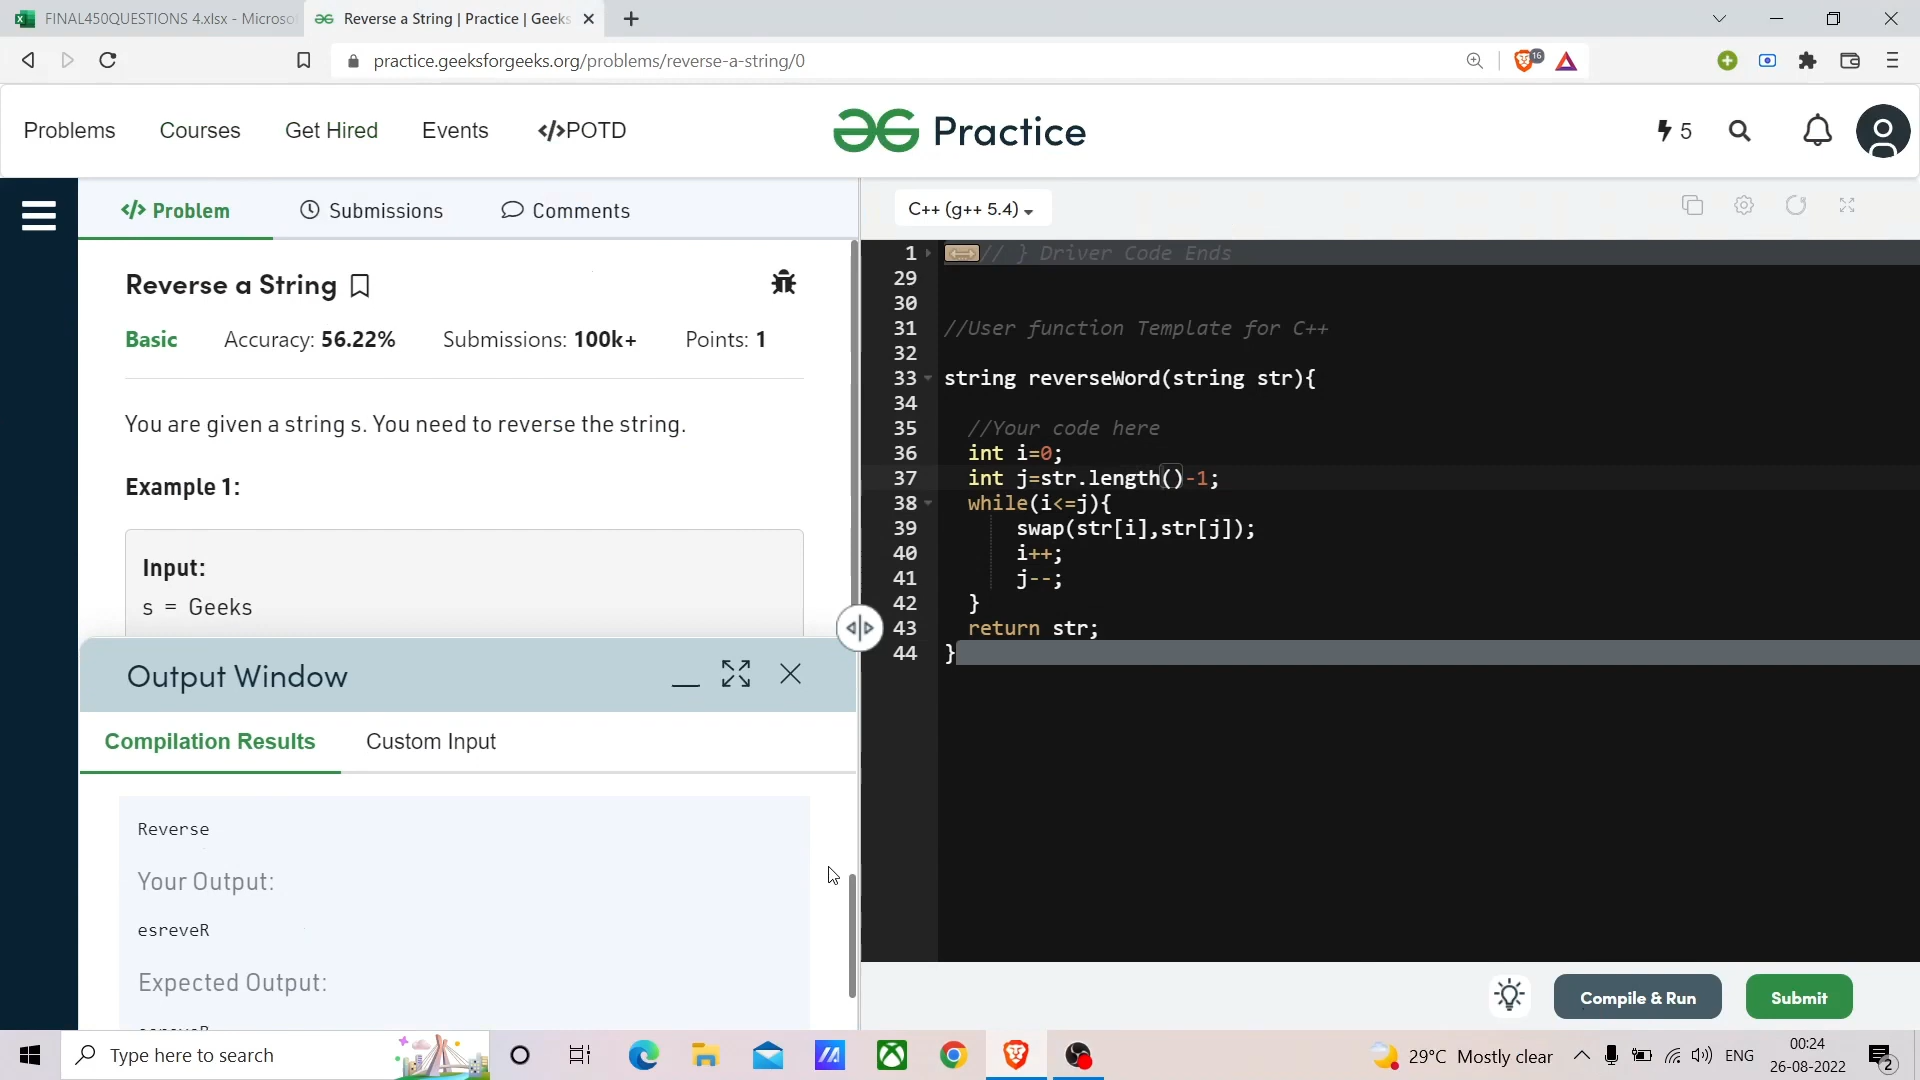 FINAL450QUESTIONS 4.xlsx - Microso
Reverse a String | Practice | Geeks
practice.geeksforgeeks.org/problems/reverse-a-string/0
16
Problems
Courses
Get Hired
Events
</>POTD
Practice
5
</> Problem
Submissions
Comments
C++ (g++ 5.4)
Reverse a String
Basic
Accuracy: 56.22%
Submissions: 100k+
Points: 1
You are given a string s. You need to reverse the string.
Example 1:
Input:
s = Geeks
Output Window
Compilation Results
Custom Input
Reverse
Your Output:
esreveR
Expected Output:
esreveR
1 // } Driver Code Ends
29
30
31 //User function Template for C++
32
33 string reverseWord(string str){
34
35 //Your code here
36 int i=0;
37 int j=str.length()-1;
38 while(i<=j){
39 swap(str[i],str[j]);
40 i++;
41 j--;
42 }
43 return str;
44 }
Compile & Run
Submit
Type here to search
29°C Mostly clear
ENG
00:24
26-08-2022
2